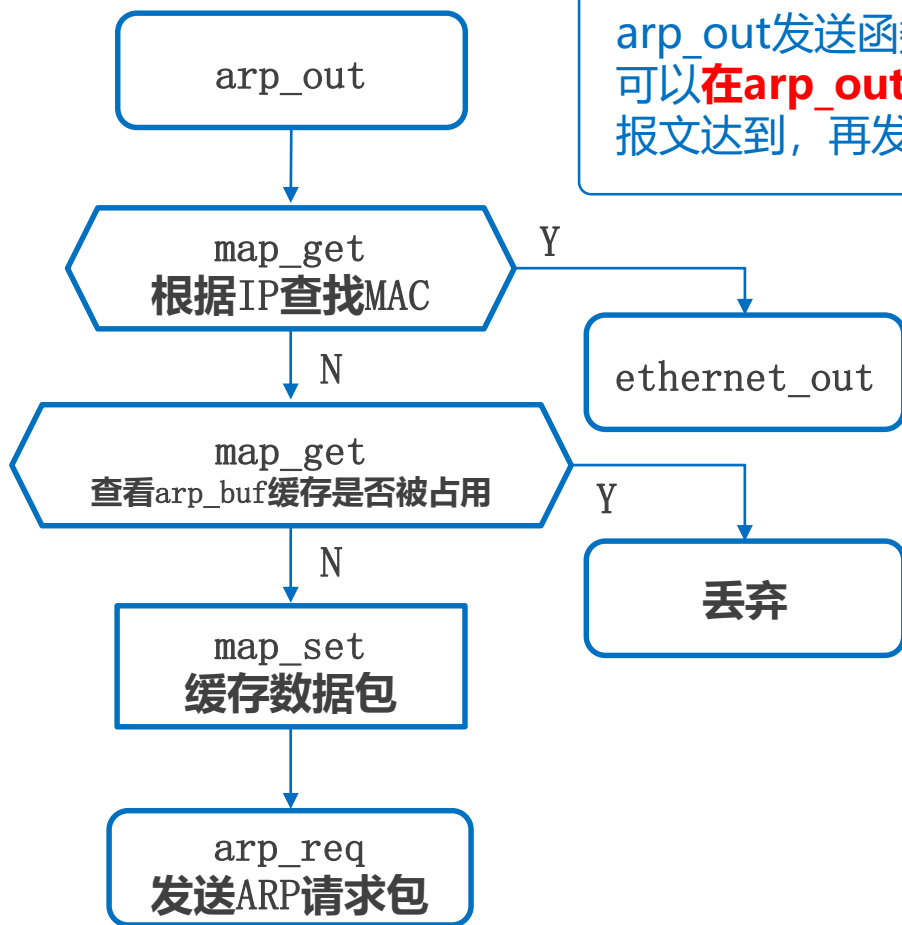 arp_out发送函
可以在arp_out
报文达到，再发
arp_out
map_get
根据IP查找MAC
Y
N
ethernet_out
map_get
查看arp_buf缓存是否被占用
Y
N
丢弃
map_set
缓存数据包
arp_req
发送ARP请求包